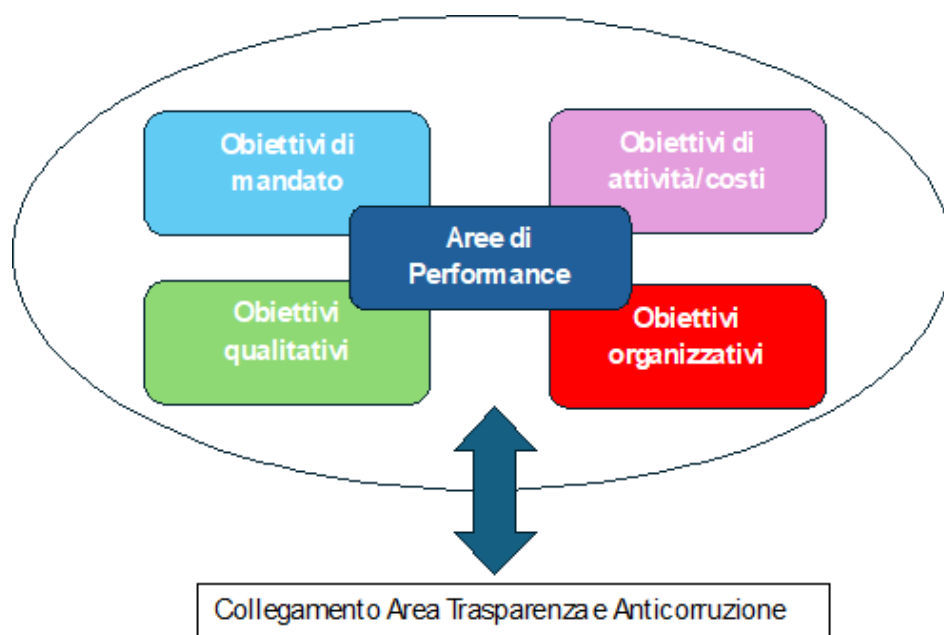 Obiettivi di
mandato
Obiettivi di
attività/costi
Aree di
Performance
Obiettivi
qualitativi
Obiettivi
organizzativi
Collegamento Area Trasparenza e Anticorruzione